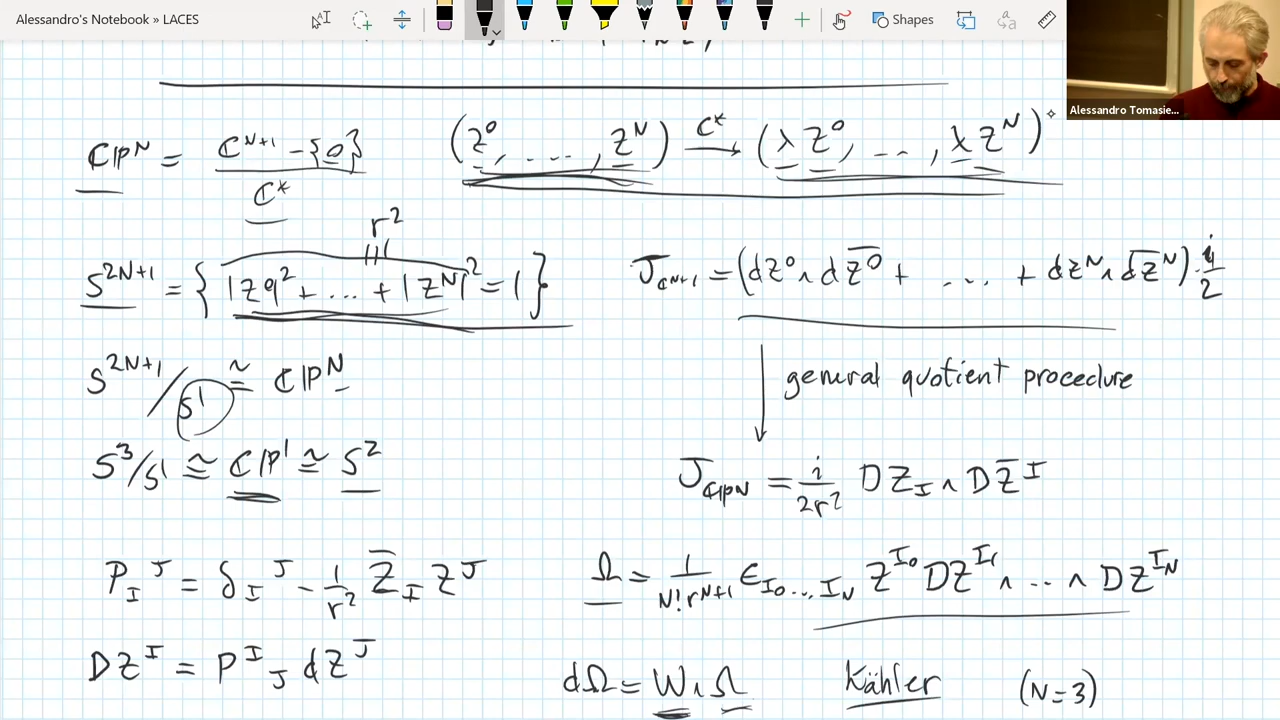 Alessandro's Notebook » LACES
Shapes
Alessandro Tomasie...
ℂℙᴺ = (ℂᴺ⁺¹ - {0}) / ℂ*   (z⁰, ..., zᴺ) →(ℂ*) (λz⁰, ..., λzᴺ)
r²
S²ᴺ⁺¹ = { |z⁰|² + ... + |zᴺ|² = 1 }   J_ℂᴺ⁺¹ = (dz⁰ ∧ dz̄⁰ + ... + dzᴺ ∧ dz̄ᴺ) · i/2
S²ᴺ⁺¹/S¹ ≅ ℂℙᴺ   ↓ general quotient procedure
S³/S¹ ≅ ℂℙ¹ ≅ S²   J_ℂℙᴺ = i/(2r²) DZ_I ∧ DZ̄^I
P_I^J = δ_I^J - 1/r² Z̄_I Z^J   Ω = 1/(N! r^(N+1)) ε_(I₀...I_N) Z^(I₀) DZ^(I₁) ∧ ... ∧ DZ^(I_N)
DZ^I = P^I_J dZ^J   dΩ = W ∧ Ω   Kähler   (N=3)